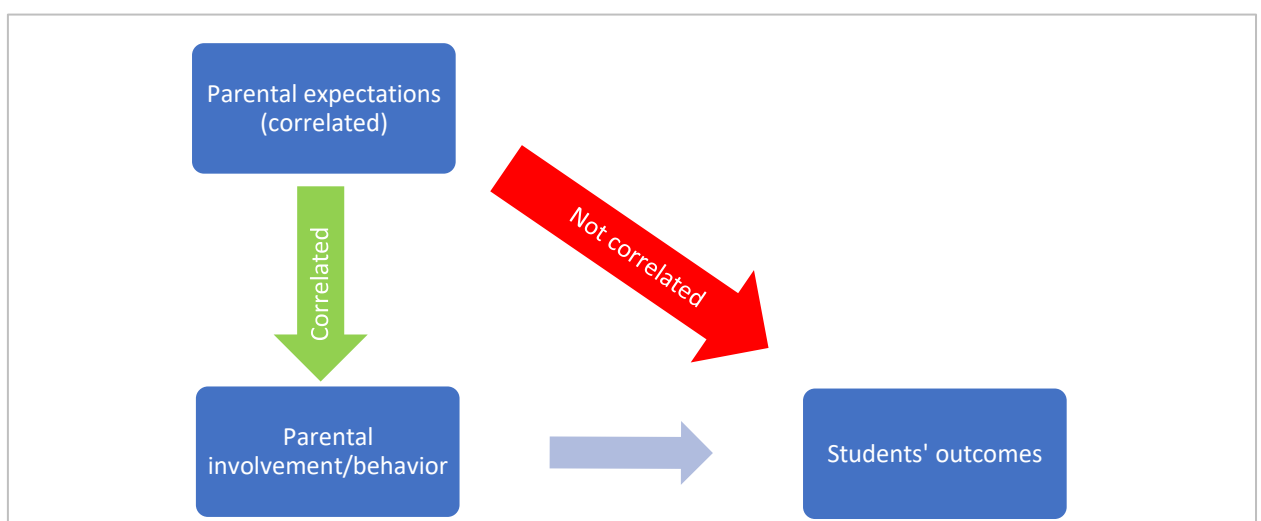 Parental expectations
(correlated)
Not correlated
Correlated
Parental
involvement/behavior
Students' outcomes